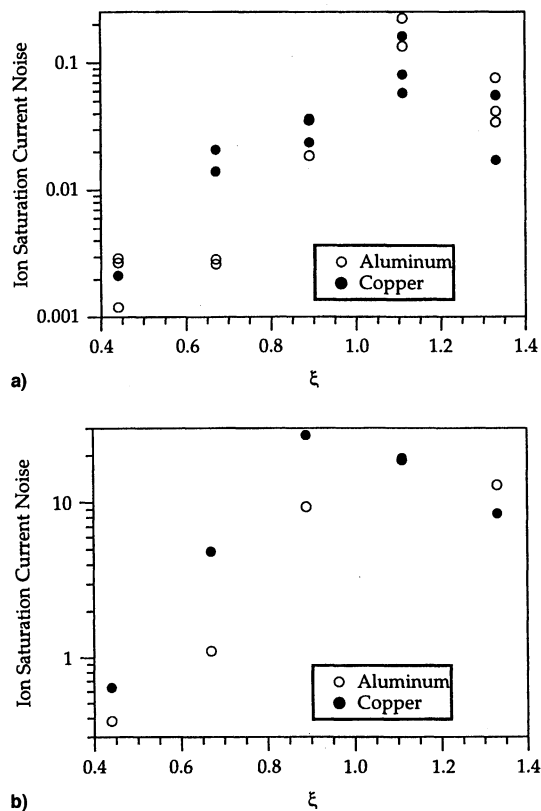 Ion Saturation Current Noise
0.1
0.01
0.001
Aluminum
Copper
0.4 0.6 0.8 1.0 1.2 1.4
ξ
a)
Ion Saturation Current Noise
10
1
Aluminum
Copper
0.4 0.6 0.8 1.0 1.2 1.4
ξ
b)